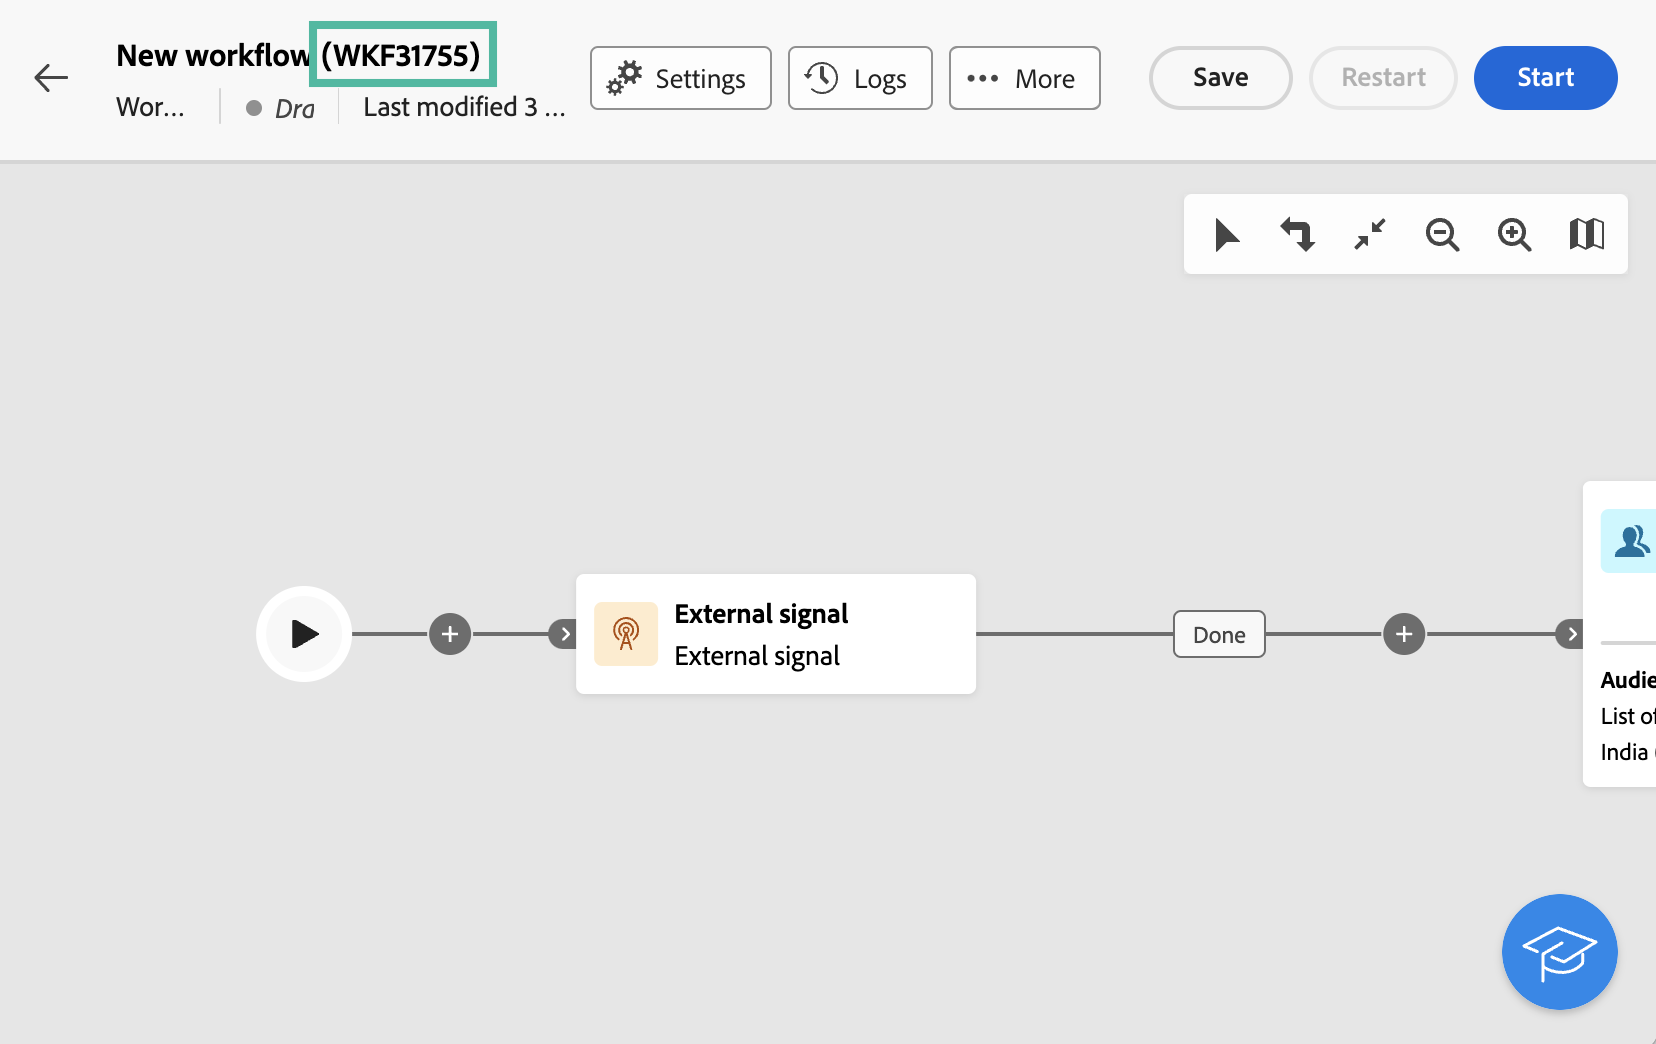 New workflow (WKF31755)
Wor...
Dra
Last modified 3 ...
Settings
Logs
More
Save
Restart
Start
External signal
External signal
Done
Audie
List of
India